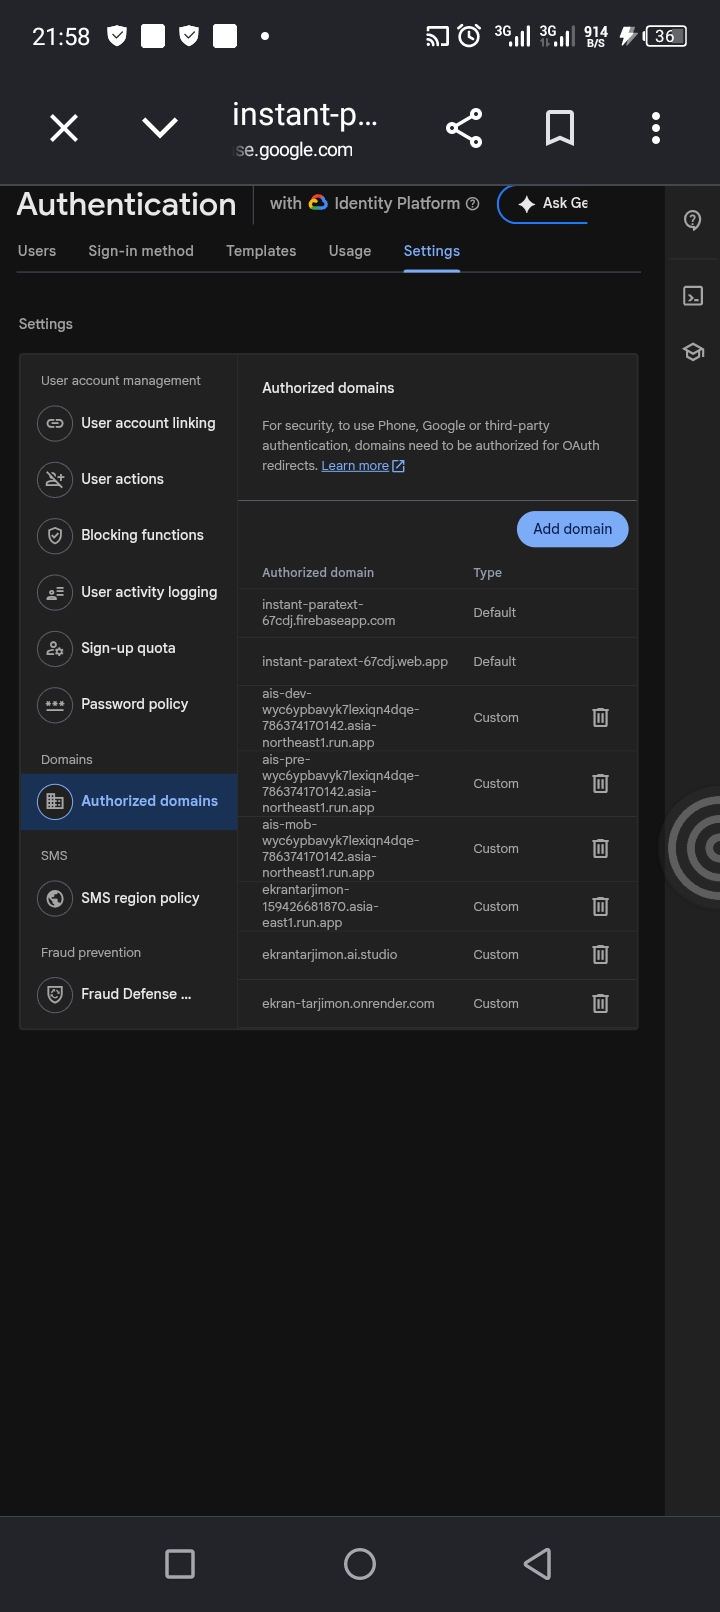 21:58
3G
3G
914
B/S
36
instant-p...
se.google.com
Authentication
with Identity Platform
Ask Ge
Users
Sign-in method
Templates
Usage
Settings
Settings
User account management
User account linking
User actions
Blocking functions
User activity logging
Sign-up quota
Password policy
Domains
Authorized domains
SMS
SMS region policy
Fraud prevention
Fraud Defense ...
Authorized domains
For security, to use Phone, Google or third-party
authentication, domains need to be authorized for OAuth
redirects. Learn more
Add domain
Authorized domain
Type
instant-paratext-
67cdj.firebaseapp.com
Default
instant-paratext-67cdj.web.app
Default
ais-dev-
wyc6ypbavyk7lexiqn4dqe-
786374170142.asia-
northeast1.run.app
Custom
ais-pre-
wyc6ypbavyk7lexiqn4dqe-
786374170142.asia-
northeast1.run.app
Custom
ais-mob-
wyc6ypbavyk7lexiqn4dqe-
786374170142.asia-
northeast1.run.app
Custom
ekrantarjimon-
159426681870.asia-
east1.run.app
Custom
ekrantarjimon.ai.studio
Custom
ekran-tarjimon.onrender.com
Custom